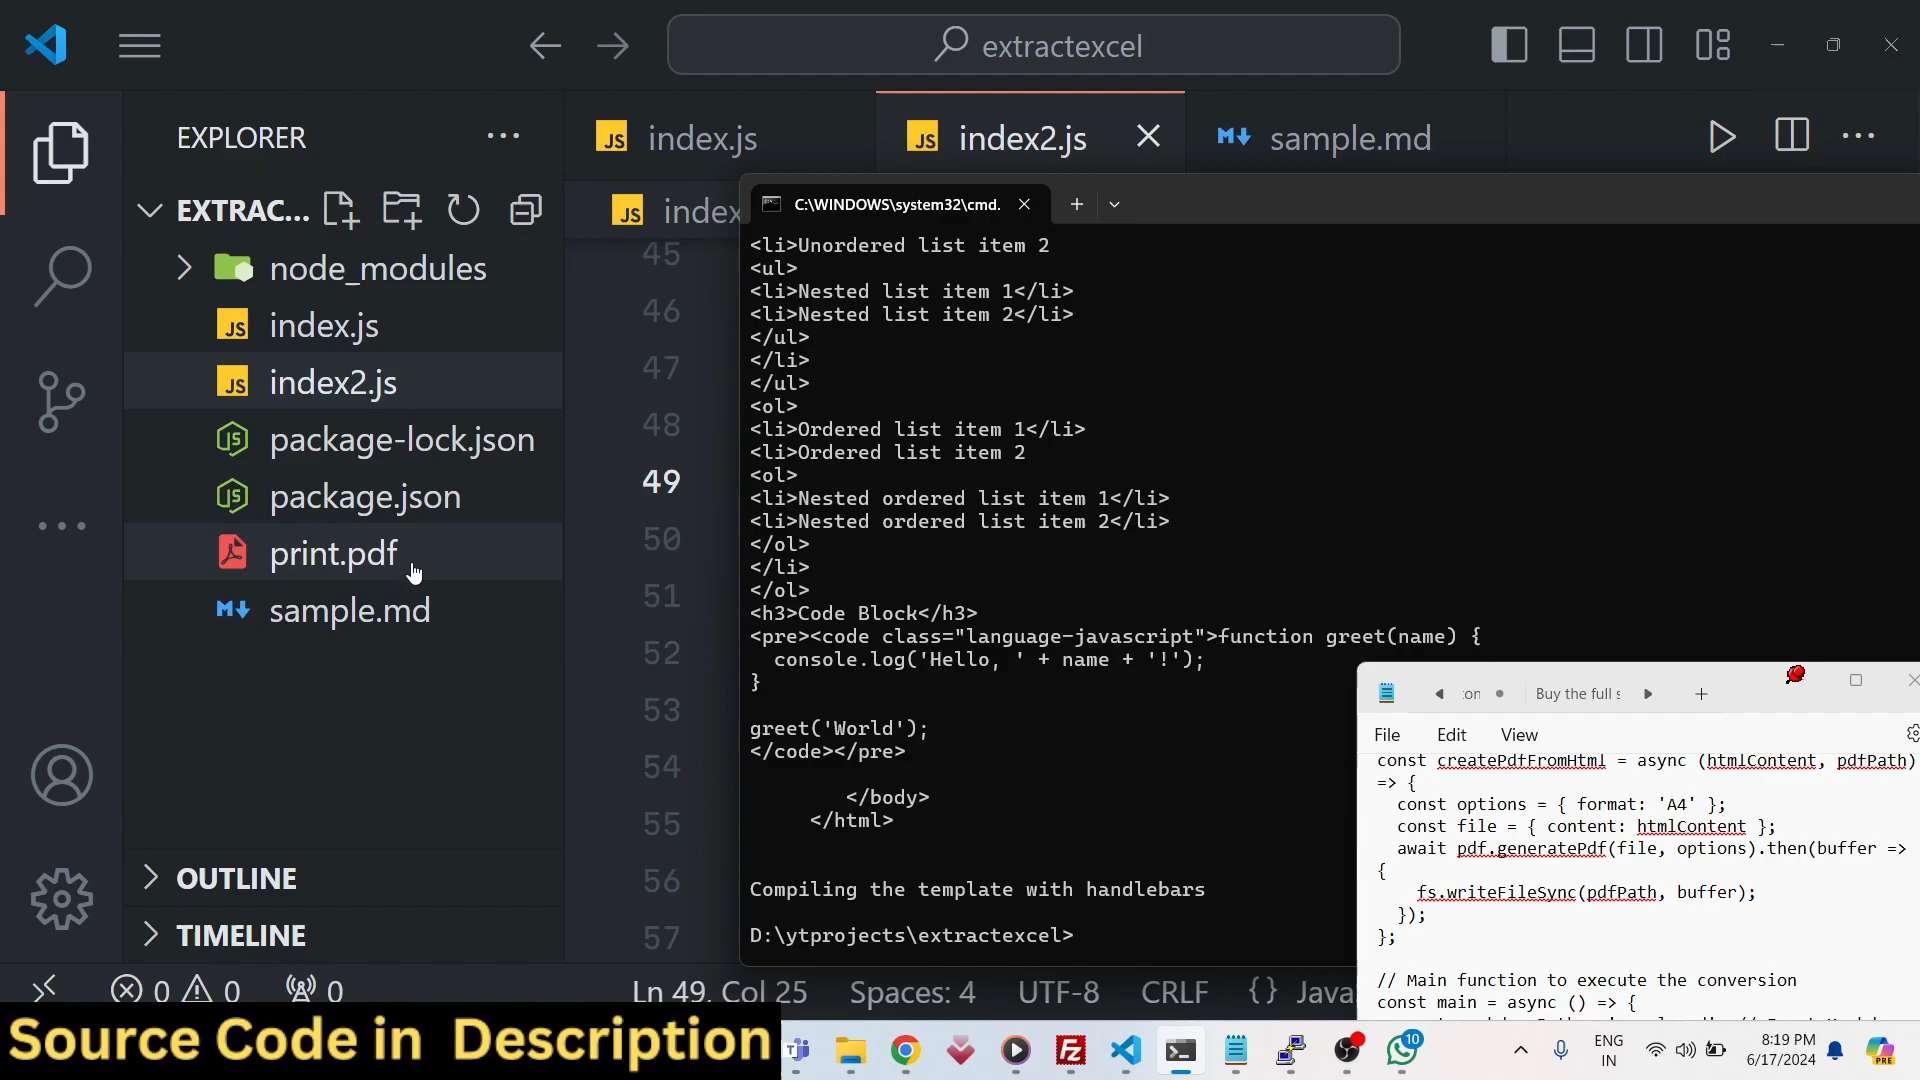 extractexcel
EXPLORER
index.js
index2.js
sample.md
EXTRAC...
node_modules
index.js
index2.js
package-lock.json
package.json
print.pdf
sample.md
OUTLINE
TIMELINE
index
45
46
47
48
49
50
51
52
53
54
55
56
57
C:\WINDOWS\system32\cmd.
<li>Unordered list item 2
<ul>
<li>Nested list item 1</li>
<li>Nested list item 2</li>
</ul>
</li>
</ul>
<ol>
<li>Ordered list item 1</li>
<li>Ordered list item 2
<ol>
<li>Nested ordered list item 1</li>
<li>Nested ordered list item 2</li>
</ol>
</li>
</ol>
<h3>Code Block</h3>
<pre><code class="language-javascript">function greet(name) {
console.log('Hello, ' + name + '!');
}
greet('World');
</code></pre>
</body>
</html>
Compiling the template with handlebars
D:\ytprojects\extractexcel>
Buy the full
File Edit View
const createPdfFromHtml = async (htmlContent, pdfPath)
=> {
const options = { format: 'A4' };
const file = { content: htmlContent };
await pdf.generatePdf(file, options).then(buffer =>
{
fs.writeFileSync(pdfPath, buffer);
});
};
// Main function to execute the conversion
const main = async () => {
0 0 0
Ln 49, Col 25 Spaces: 4 UTF-8 CRLF {} Java
Source Code in Description
10
ENG
IN
8:19 PM
6/17/2024
PRE